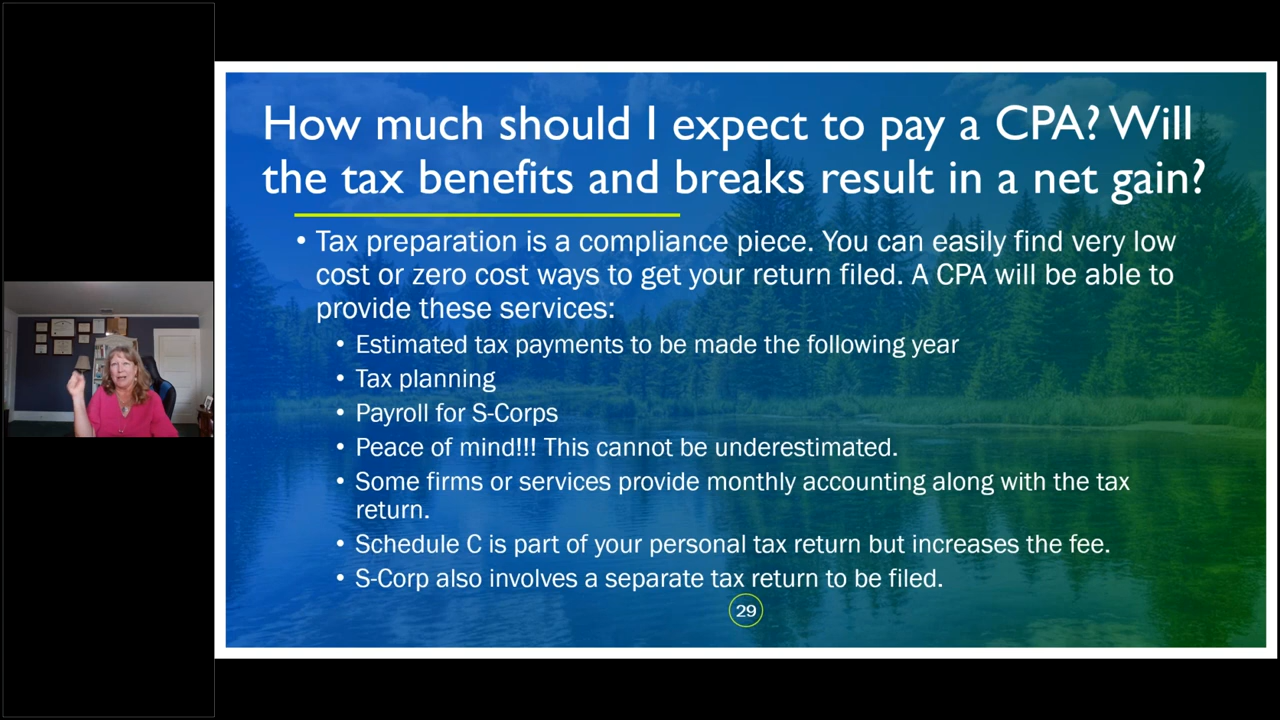 How much should I expect to pay a CPA? Will
the tax benefits and breaks result in a net gain?
• Tax preparation is a compliance piece. You can easily find very low
cost or zero cost ways to get your return filed. A CPA will be able to
provide these services:
• Estimated tax payments to be made the following year
• Tax planning
• Payroll for S-Corps
• Peace of mind!!! This cannot be underestimated.
• Some firms or services provide monthly accounting along with the tax
return.
• Schedule C is part of your personal tax return but increases the fee.
• S-Corp also involves a separate tax return to be filed.
29